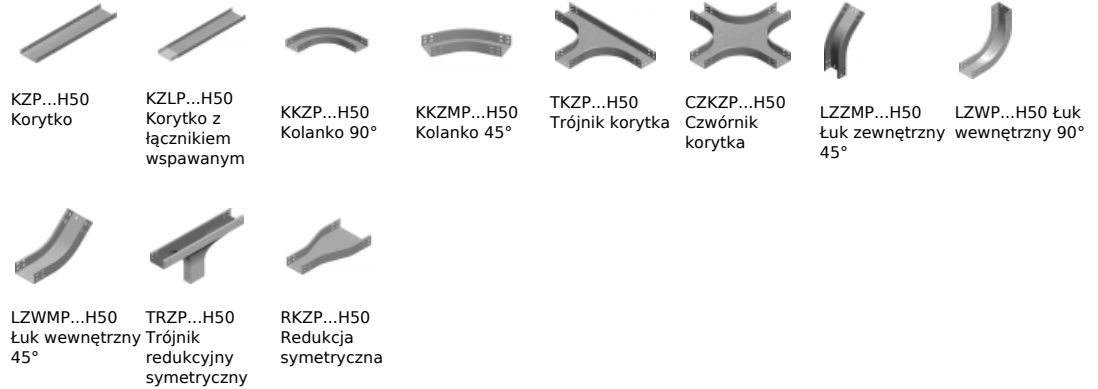 KZP...H50
Korytko
KZLP...H50
Korytko z
łącznikiem
wspawanym
KKZP...H50
Kolanko 90°
KKZMP...H50
Kolanko 45°
TKZP...H50
Trójnik korytka
CZKZP...H50
Czwórnik
korytka
LZZMP...H50
Łuk zewnętrzny
45°
LZWP...H50 Łuk
wewnętrzny 90°
LZWMP...H50
Łuk wewnętrzny
45°
TRZP...H50
Trójnik
redukcyjny
symetryczny
RKZP...H50
Redukcja
symetryczna